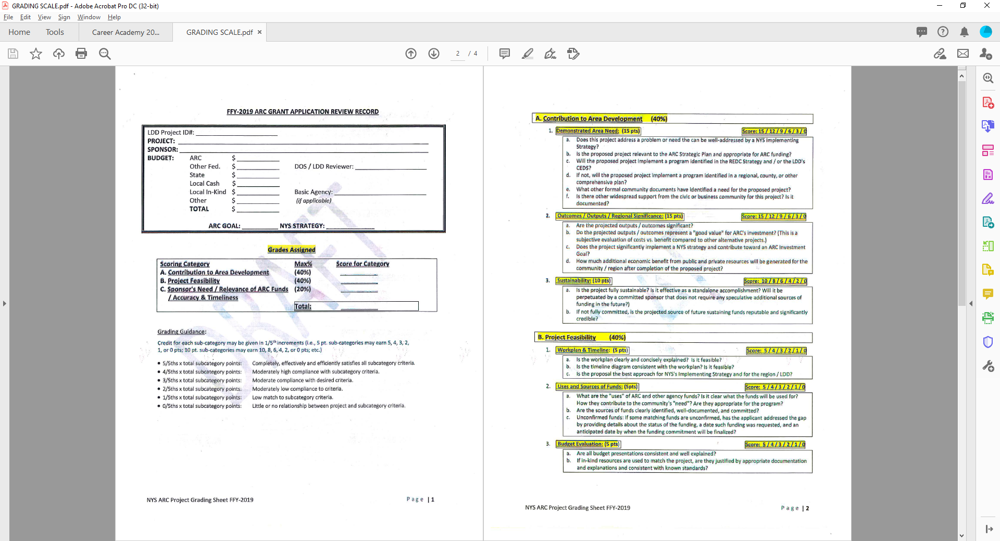 GRADING SCALE.pdf - Adobe Acrobat Pro DC (32-bit)
File Edit View Sign Window Help
Home Tools Career Academy 20... GRADING SCALE.pdf
2 / 4
FFY-2019 ARC GRANT APPLICATION REVIEW RECORD
LDD Project ID#:
PROJECT:
SPONSOR:
BUDGET: ARC $
Other Fed. $ DOS / LDD Reviewer:
State $
Local Cash $
Local In-Kind $ Basic Agency:
Other $ (if applicable)
TOTAL $
ARC GOAL: NYS STRATEGY:
Grades Assigned
Scoring Category Max% Score for Category
A. Contribution to Area Development (40%)
B. Project Feasibility (40%)
C. Sponsor's Need / Relevance of ARC Funds (20%)
/ Accuracy & Timeliness
Total:
Grading Guidance:
Credit for each sub-category may be given in 1/5th increments (i.e., 5 pt. sub-categories may earn 5, 4, 3, 2,
1, or 0 pts; 10 pt. sub-categories may earn 10, 8, 6, 4, 2, or 0 pts; etc.)
• 5/5ths x total subcategory points: Completely, effectively and efficiently satisfies all subcategory criteria.
• 4/5ths x total subcategory points: Moderately high compliance with subcategory criteria.
• 3/5ths x total subcategory points: Moderate compliance with desired criteria.
• 2/5ths x total subcategory points: Moderately low compliance to criteria.
• 1/5ths x total subcategory points: Low match to subcategory criteria.
• 0/5ths x total subcategory points: Little or no relationship between project and subcategory criteria.
DRAFT
NYS ARC Project Grading Sheet FFY-2019 Page | 1
A. Contribution to Area Development (40%)
1. Demonstrated Area Need: (15 pts) Score: 15 / 12 / 9 / 6 / 3 / 0
a. Does this project address a problem or need the can be well-addressed by a NYS Implementing
Strategy?
b. Is the proposed project relevant to the ARC Strategic Plan and appropriate for ARC funding?
c. Will the proposed project implement a program identified in the REDC Strategy and / or the LDD's
CEDS?
d. If not, will the proposed project implement a program identified in a regional, county, or other
comprehensive plan?
e. What other formal community documents have identified a need for the proposed project?
f. Is there other widespread support from the civic or business community for this project? Is it
documented?
2. Outcomes / Outputs / Regional Significance: (15 pts) Score: 15 / 12 / 9 / 6 / 3 / 0
a. Are the projected outputs / outcomes significant?
b. Do the projected outputs / outcomes represent a "good value" for ARC's investment? (This is a
subjective evaluation of costs vs. benefit compared to other alternative projects.)
c. Does the project significantly implement a NYS strategy and contribute toward an ARC Investment
Goal?
d. How much additional economic benefit from public and private resources will be generated for the
community / region after completion of the proposed project?
3. Sustainability: (10 pts) Score: 10 / 8 / 6 / 4 / 2 / 0
a. Is the project fully sustainable? Is it effective as a standalone accomplishment? Will it be
perpetuated by a committed sponsor that does not require any speculative additional sources of
funding in the future?)
b. If not fully committed, is the projected source of future sustaining funds reputable and significantly
credible?
B. Project Feasibility (40%)
1. Workplan & Timeline: (5 pts) Score: 5 / 4 / 3 / 2 / 1 / 0
a. Is the workplan clearly and concisely explained? Is it feasible?
b. Is the timeline diagram consistent with the workplan? Is it feasible?
c. Is the proposal the best approach for NYS's Implementing Strategy and for the region / LDD?
2. Uses and Sources of Funds: (5pts) Score: 5 / 4 / 3 / 2 / 1 / 0
a. What are the "uses" of ARC and other agency funds? Is it clear what the funds will be used for?
How they contribute to the community's "need"? Are they appropriate for the program?
b. Are the sources of funds clearly identified, well-documented, and committed?
c. Unconfirmed funds: If some matching funds are unconfirmed, has the applicant addressed the gap
by providing details about the status of the funding, a date such funding was requested, and an
anticipated date by when the funding commitment will be finalized?
3. Budget Evaluation: (5 pts) Score: 5 / 4 / 3 / 2 / 1 / 0
a. Are all budget presentations consistent and well explained?
b. If in-kind resources are used to match the project, are they justified by appropriate documentation
and explanations and consistent with known standards?
NYS ARC Project Grading Sheet FFY-2019 Page | 2